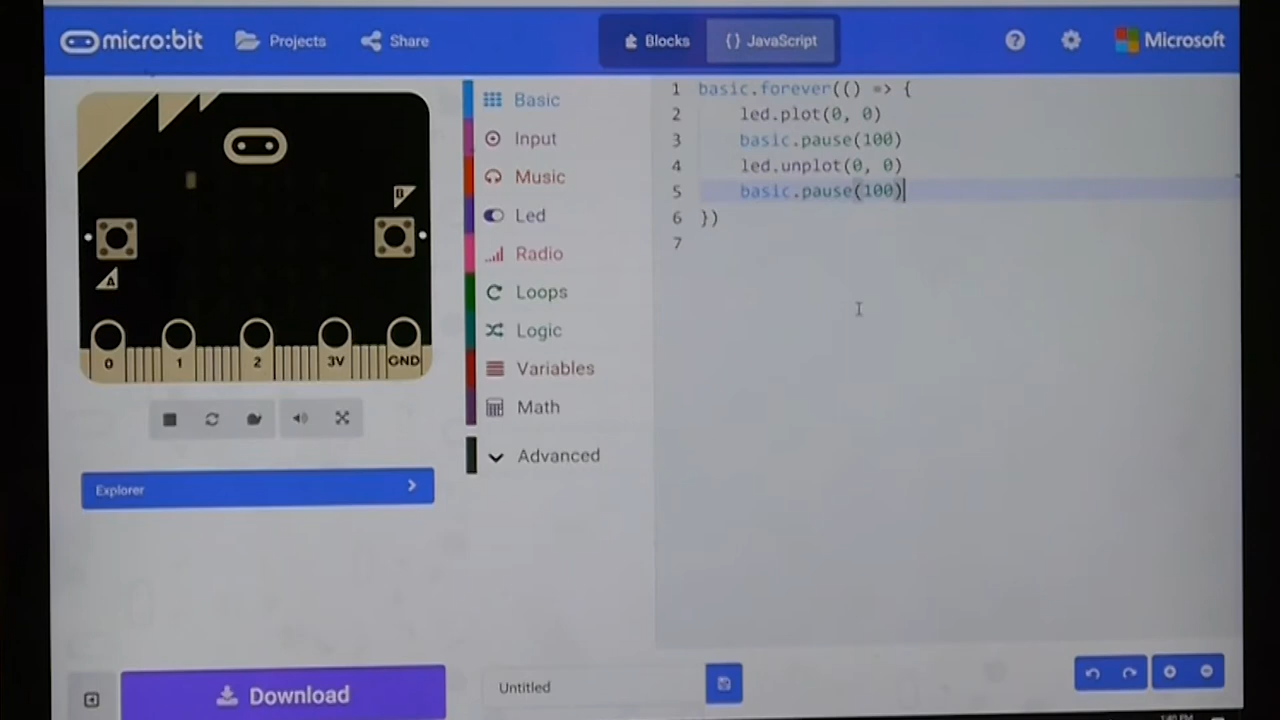 micro:bit Projects Share Blocks {} JavaScript ? Microsoft
B
A
0 1 2 3V GND
Explorer
Download
Basic
Input
Music
Led
Radio
Loops
Logic
Variables
Math
Advanced
1 basic.forever(() => {
2 led.plot(0, 0)
3 basic.pause(100)
4 led.unplot(0, 0)
5 basic.pause(100)
6 })
7
Untitled